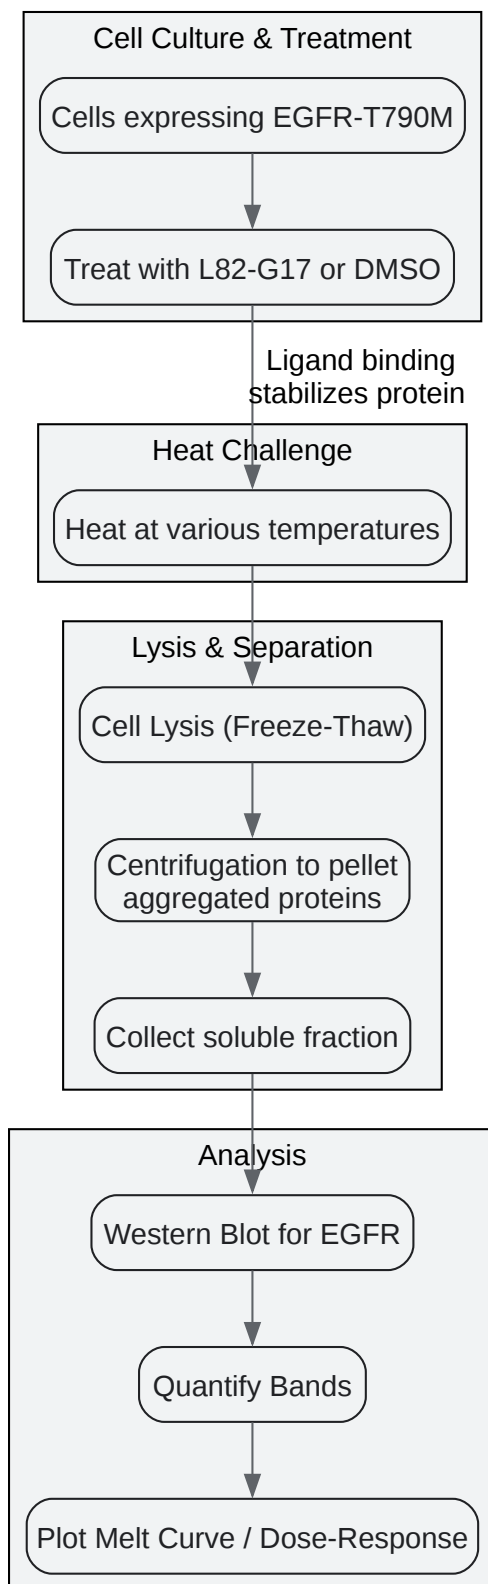 Cell Culture & Treatment
Cells expressing EGFR-T790M
Treat with L82-G17 or DMSO
Ligand binding
stabilizes protein
Heat Challenge
Heat at various temperatures
Lysis & Separation
Cell Lysis (Freeze-Thaw)
Centrifugation to pellet
aggregated proteins
Collect soluble fraction
Analysis
Western Blot for EGFR
Quantify Bands
Plot Melt Curve / Dose-Response